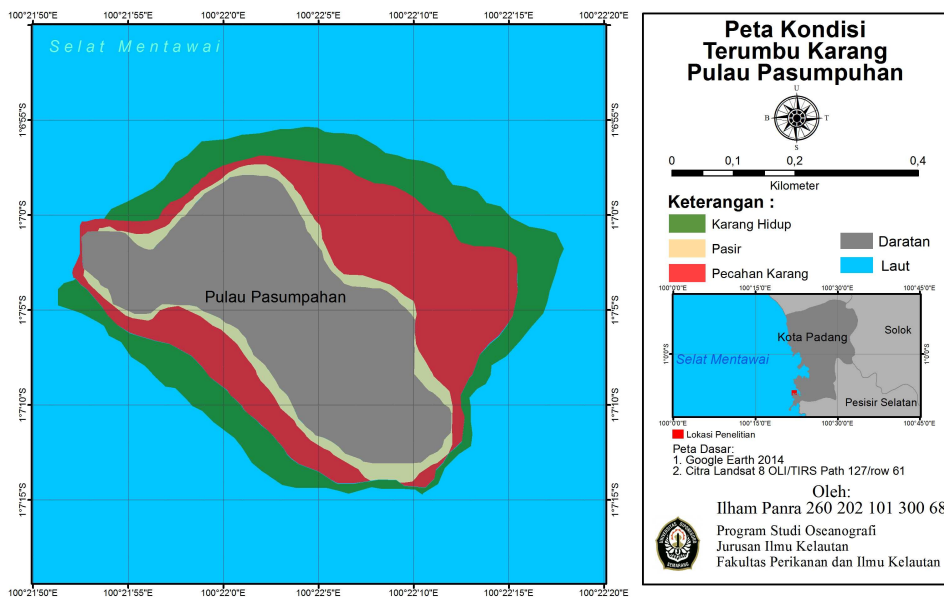 100°21'50"E 100°21'55"E 100°22'0"E 100°22'5"E 100°22'10"E 100°22'15"E 100°22'20"E
Selat Mentawai
1°6'55"S 1°6'55"S
1°7'0"S 1°7'0"S
Pulau Pasumpahan
1°7'5"S 1°7'5"S
1°7'10"S 1°7'10"S
1°7'15"S 1°7'15"S
100°21'50"E 100°21'55"E 100°22'0"E 100°22'5"E 100°22'10"E 100°22'15"E 100°22'20"E
Peta Kondisi
Terumbu Karang
Pulau Pasumpuhan
U
B T
S
0 0,1 0,2 0,4
Kilometer
Keterangan :
Karang Hidup
Pasir
Pecahan Karang
Daratan
Laut
100°0'0"E 100°15'0"E 100°30'0"E 100°45'0"E
Kota Padang
Solok
Selat Mentawai
1°0'0"S 1°0'0"S
Pesisir Selatan
100°0'0"E 100°15'0"E 100°30'0"E 100°45'0"E
Lokasi Penelitian
Peta Dasar:
1. Google Earth 2014
2. Citra Landsat 8 OLI/TIRS Path 127/row 61
Oleh:
Ilham Panra 260 202 101 300 68
Program Studi Oseanografi
Jurusan Ilmu Kelautan
Fakultas Perikanan dan Ilmu Kelautan